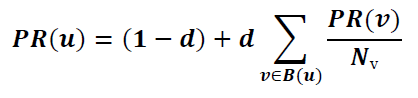 PR(u) = (1 − d) + d ∑_{v∈B(u)} PR(v)/N_v